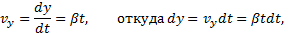 v_y = dy/dt = βt, откуда dy = v_y dt = βtdt,